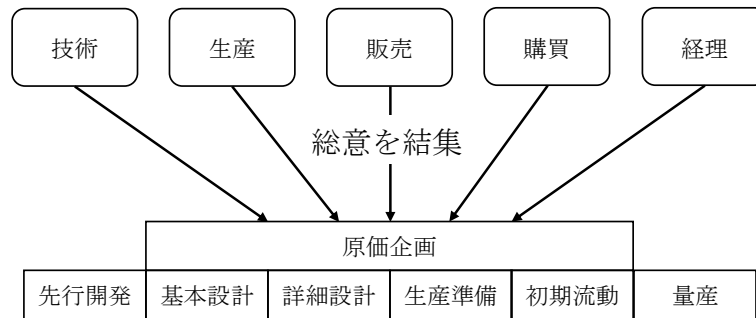 技術
生産
販売
購買
経理
総意を結集
原価企画
先行開発
基本設計
詳細設計
生産準備
初期流動
量産